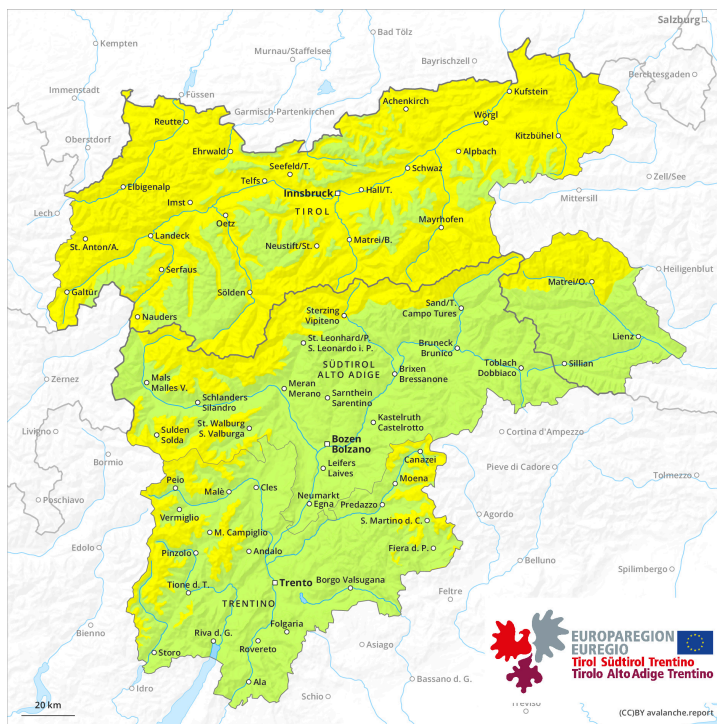 Salzburg
Bad Tölz
Kempten
Murnau/Staffelsee
Bayrischzell
Berchtesgaden
Immenstadt
Füssen
Achenkirch
Kufstein
Garmisch-Partenkirchen
Reutte
Wörgl
Oberstdorf
Ehrwald
Kitzbühel
Seefeld/T.
Alpbach
Telfs
Schwaz
Zell/See
Elbigenalp
Innsbruck
Hall/T.
Mittersill
Imst
TIROL
Lech
Oetz
Mayrhofen
St. Anton/A.
Landeck
Neustift/St.
Matrei/B.
Serfaus
Heiligenblut
Galtür
Sölden
Matrei/O.
Nauders
Sterzing
Vipiteno
Sand/T.
Campo Tures
Lienz
St. Leonhard/P.
S. Leonardo i. P.
Bruneck
Brunico
SÜDTIROL
ALTO ADIGE
Toblach
Dobbiaco
Sillian
Zernez
Mals
Malles V.
Meran
Merano
Brixen
Bressanone
Schlanders
Silandro
Sarnthein
Sarentino
St. Walburg
S. Valburga
Kastelruth
Castelrotto
Livigno
Sulden
Solda
Cortina d'Ampezzo
Bozen
Bolzano
Bormio
Canazei
Leifers
Laives
Pieve di Cadore
Tolmezzo
Peio
Moena
Poschiavo
Malè
Cles
Neumarkt
Egna
Predazzo
Vermiglio
Agordo
S. Martino d. C.
M. Campiglio
Edolo
Pinzolo
Andalo
Fiera d. P.
Belluno
Spilimbergo
Tione d. T.
Trento
Borgo Valsugana
Feltre
TRENTINO
Folgaria
Bienno
Riva d. G.
Storo
Rovereto
Asiago
EUROPAREGION
EUREGIO
Tirol Südtirol Trentino
Tirolo Alto Adige Trentino
Idro
Ala
Bassano d. G.
Schio
Treviso
20 km
(CC)BY avalanche.report